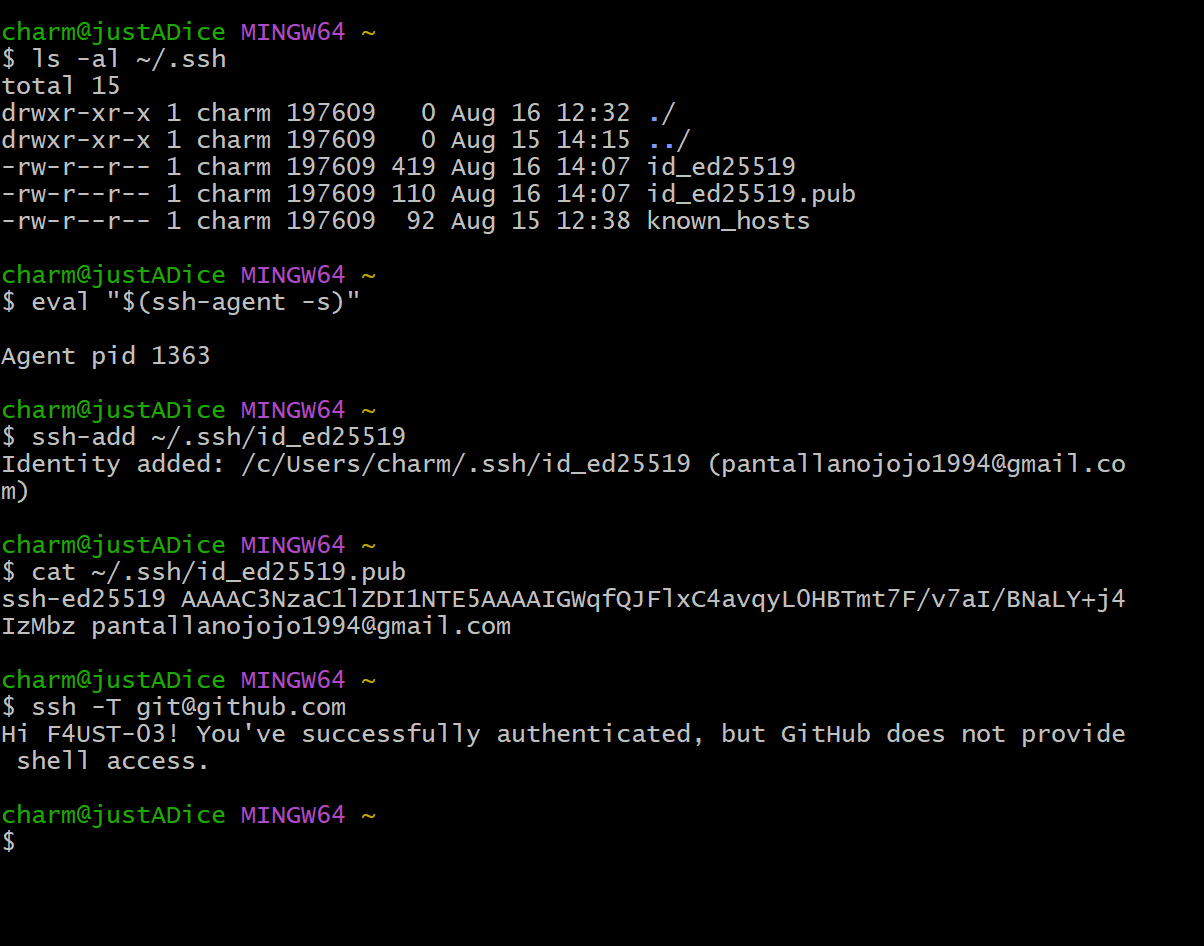 charm@justADice MINGW64 ~
$ ls -al ~/.ssh
total 15
drwxr-xr-x 1 charm 197609   0 Aug 16 12:32 ./
drwxr-xr-x 1 charm 197609   0 Aug 15 14:15 ../
-rw-r--r-- 1 charm 197609 419 Aug 16 14:07 id_ed25519
-rw-r--r-- 1 charm 197609 110 Aug 16 14:07 id_ed25519.pub
-rw-r--r-- 1 charm 197609  92 Aug 15 12:38 known_hosts
charm@justADice MINGW64 ~
$ eval "$(ssh-agent -s)"
Agent pid 1363
charm@justADice MINGW64 ~
$ ssh-add ~/.ssh/id_ed25519
Identity added: /c/Users/charm/.ssh/id_ed25519 (pantallanojojo1994@gmail.co
m)
charm@justADice MINGW64 ~
$ cat ~/.ssh/id_ed25519.pub
ssh-ed25519 AAAAC3NzaC1lZDI1NTE5AAAAIGWqfQJFlxC4avqyL0HBTmt7F/v7aI/BNaLY+j4
IzMbz pantallanojojo1994@gmail.com
charm@justADice MINGW64 ~
$ ssh -T git@github.com
Hi F4UST-03! You've successfully authenticated, but GitHub does not provide
 shell access.
charm@justADice MINGW64 ~
$